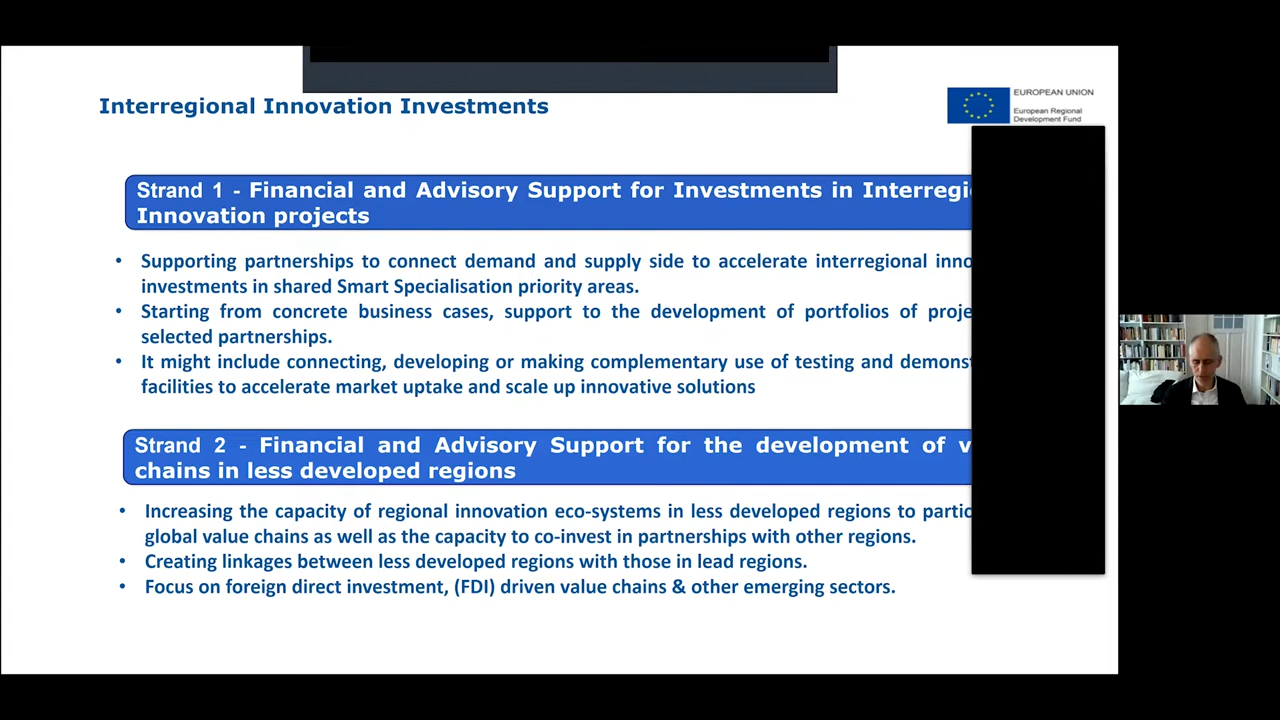 Interregional Innovation Investments
EUROPEAN UNION
European Regional
Development Fund
Strand 1 - Financial and Advisory Support for Investments in
Innovation projects
• Supporting partnerships to connect demand and supply side to accelerate interregional
investments in shared Smart Specialisation priority areas.
• Starting from concrete business cases, support to the development of portfolios of
selected partnerships.
• It might include connecting, developing or making complementary use of testing and
facilities to accelerate market uptake and scale up innovative solutions
Strand 2 - Financial and Advisory Support for the development of
chains in less developed regions
• Increasing the capacity of regional innovation eco-systems in less developed regions to
global value chains as well as the capacity to co-invest in partnerships with other regions.
• Creating linkages between less developed regions with those in lead regions.
• Focus on foreign direct investment, (FDI) driven value chains & other emerging sectors.